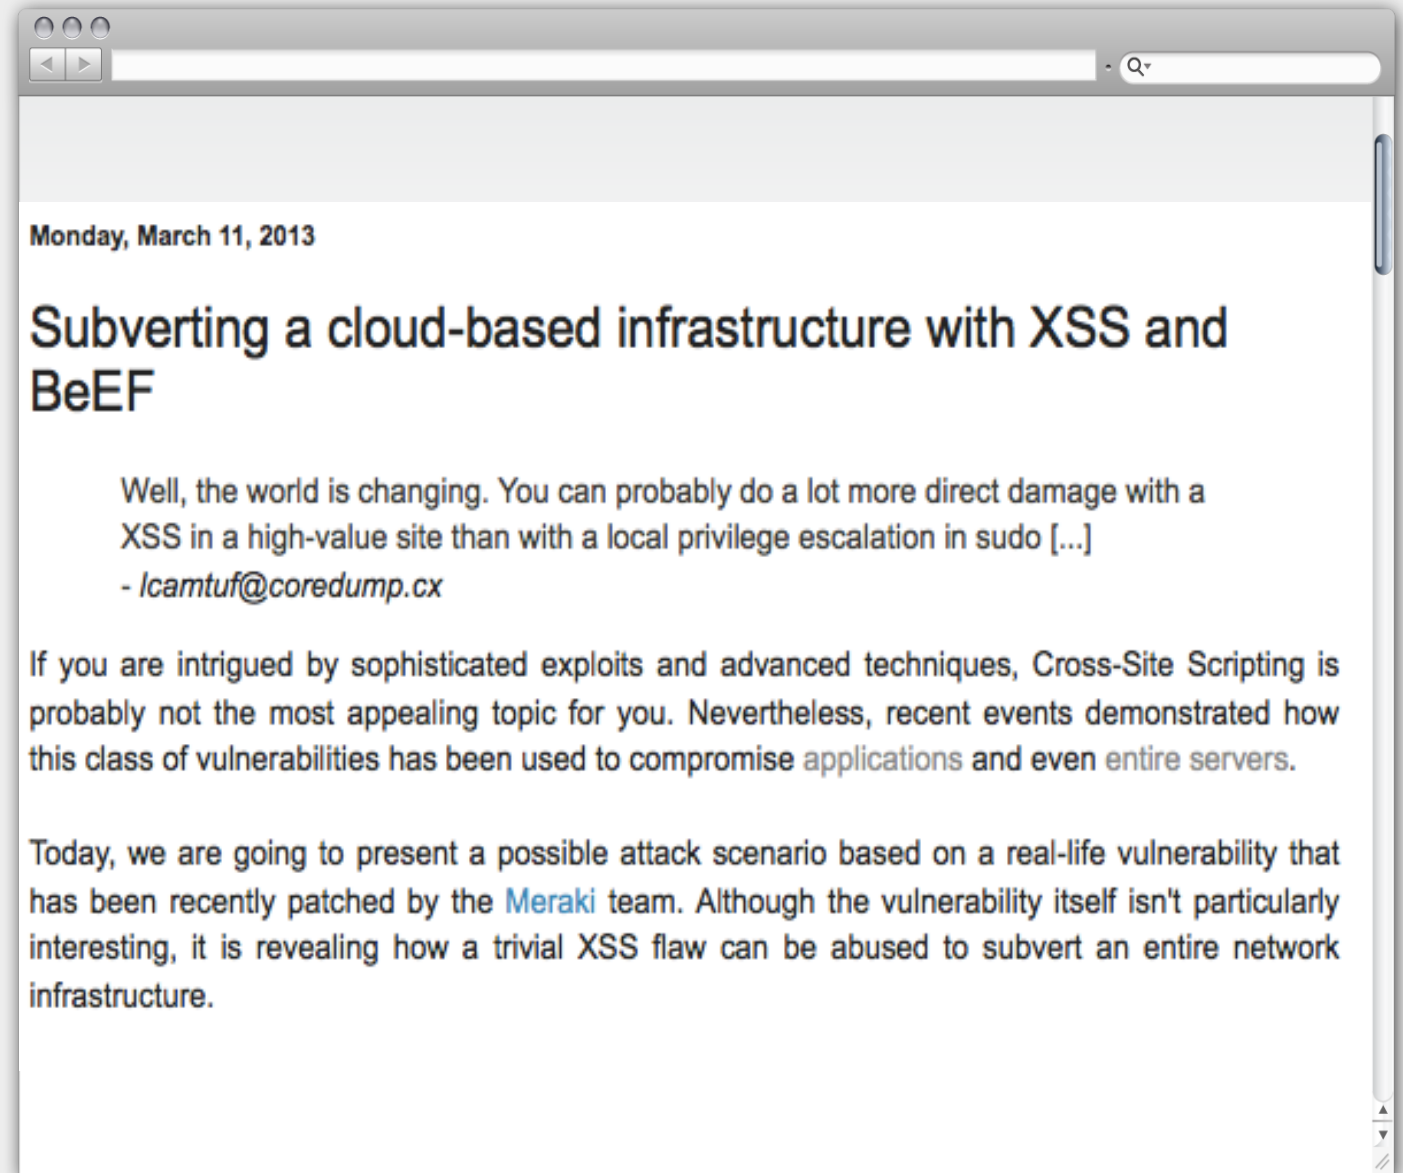 Monday, March 11, 2013
Subverting a cloud-based infrastructure with XSS and
BeEF
Well, the world is changing. You can probably do a lot more direct damage with a
XSS in a high-value site than with a local privilege escalation in sudo [...]
- lcamtuf@coredump.cx
If you are intrigued by sophisticated exploits and advanced techniques, Cross-Site Scripting is
probably not the most appealing topic for you. Nevertheless, recent events demonstrated how
this class of vulnerabilities has been used to compromise applications and even entire servers.
Today, we are going to present a possible attack scenario based on a real-life vulnerability that
has been recently patched by the Meraki team. Although the vulnerability itself isn't particularly
interesting, it is revealing how a trivial XSS flaw can be abused to subvert an entire network
infrastructure.